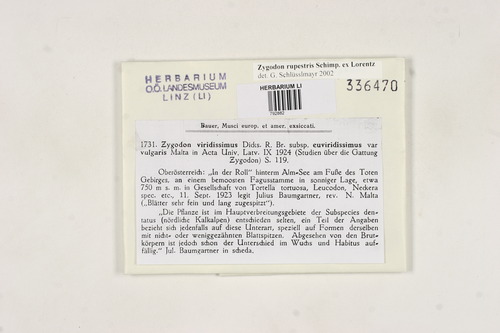 Zygodon rupestris Schimp. ex Lorentz
det. G. Schlüsslmayr 2002
HERBARIUM
O.Ö. LANDESMUSEUM
LINZ (LI)
336470
HERBARIUM LI
702862
Bauer, Musci europ. et amer. exsiccati.
1731. Zygodon viridissimus Dicks. R. Br. subsp. euviridissimus var
vulgaris Malta in Acta Univ. Latv. IX 1924 (Studien über die Gattung
Zygodon) S. 119.
Oberösterreich: „In der Roll" hinterm Alm-See am Fuße des Toten
Gebirges, an einem bemoosten Fagusstamme in sonniger Lage, etwa
750 m s. m. in Gesellschaft von Tortella tortuosa, Leucodon, Neckera
spec. etc., 11. Sept. 1923 legit Julius Baumgartner, rev. N. Malta
(„Blätter sehr fein und lang zugespitzt").
„Die Pflanze ist im Hauptverbreitungsgebiete der Subspecies den-
tatus (nördliche Kalkalpen) entschieden selten, ein Teil der Angaben
bezieht sich jedenfalls auf diese Unterart, speziell auf Formen derselben
mit nicht- oder weniggezähnten Blattspitzen. Abgesehen von den Brut-
körpern ist jedoch schon der Unterschied im Wuchs und Habitus auf-
fällig." Jul. Baumgartner in scheda.